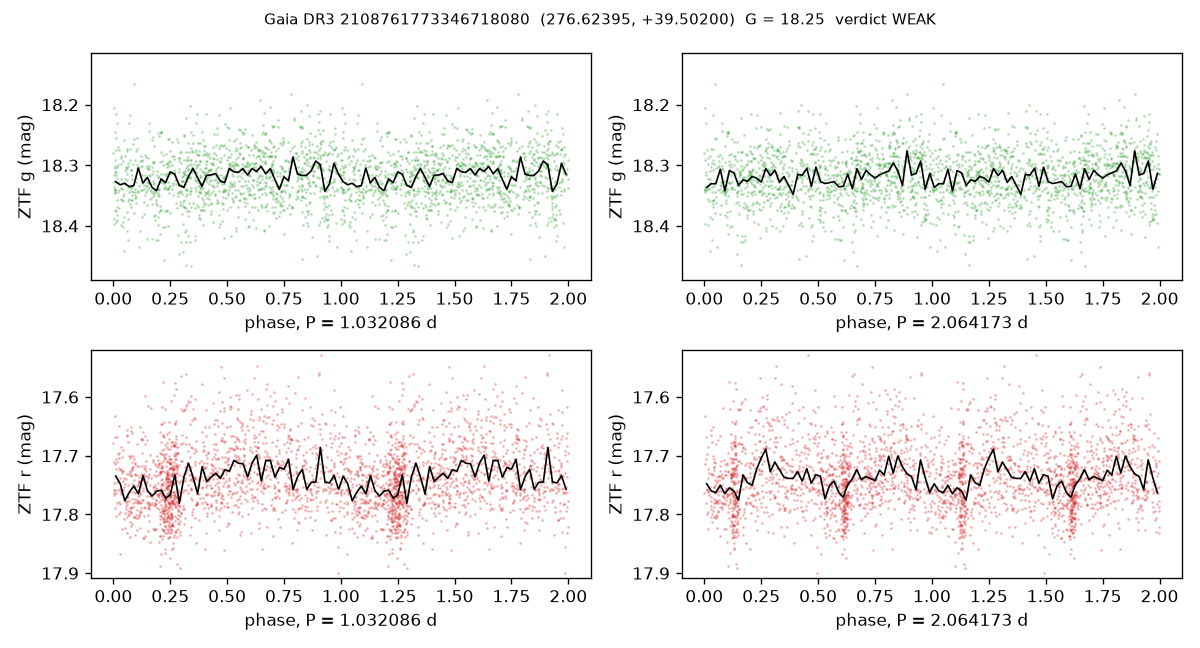 Gaia DR3 2108761773346718080 (276.62395, +39.50200) G = 18.25 verdict WEAK
ZTF g (mag)
18.2
18.3
18.4
0.00 0.25 0.50 0.75 1.00 1.25 1.50 1.75 2.00
phase, P = 1.032086 d
ZTF g (mag)
18.2
18.3
18.4
0.00 0.25 0.50 0.75 1.00 1.25 1.50 1.75 2.00
phase, P = 2.064173 d
ZTF r (mag)
17.6
17.7
17.8
17.9
0.00 0.25 0.50 0.75 1.00 1.25 1.50 1.75 2.00
phase, P = 1.032086 d
ZTF r (mag)
17.6
17.7
17.8
17.9
0.00 0.25 0.50 0.75 1.00 1.25 1.50 1.75 2.00
phase, P = 2.064173 d